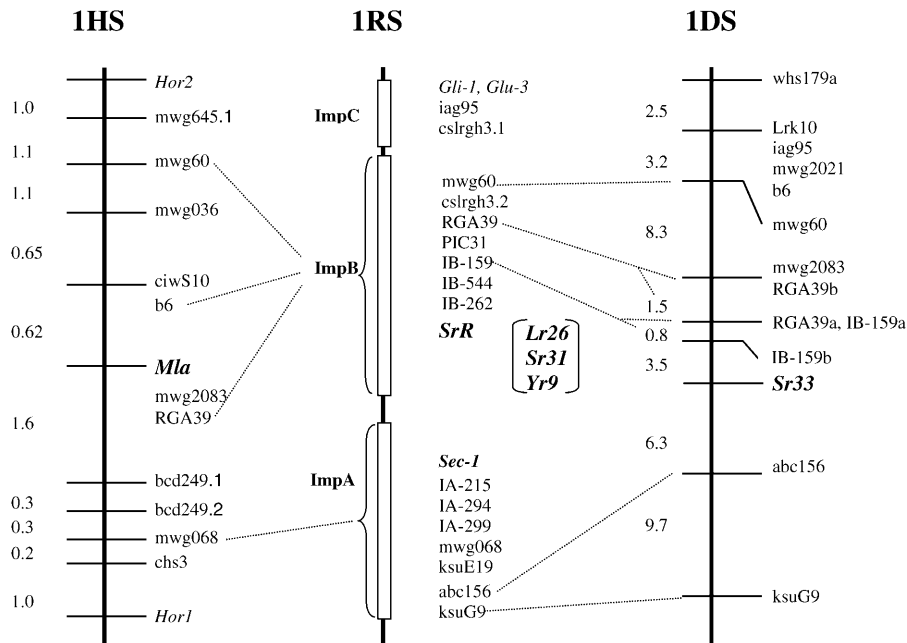 1HS 1RS 1DS
Hor2
1.0
mwg645.1
1.1
mwg60
1.1
mwg036
0.65
ciwS10
b6
0.62
Mla
mwg2083
RGA39
1.6
bcd249.1
0.3
bcd249.2
0.3
mwg068
0.2
chs3
1.0
Hor1
ImpC
ImpB
ImpA
Gli-1, Glu-3
iag95
cslrgh3.1
mwg60
cslrgh3.2
RGA39
PIC31
IB-159
IB-544
IB-262
SrR
Lr26
Sr31
Yr9
Sec-1
IA-215
IA-294
IA-299
mwg068
ksuE19
abc156
ksuG9
whs179a
2.5
Lrk10
iag95
mwg2021
b6
3.2
mwg60
8.3
mwg2083
RGA39b
1.5
RGA39a, IB-159a
0.8
IB-159b
3.5
Sr33
6.3
abc156
9.7
ksuG9